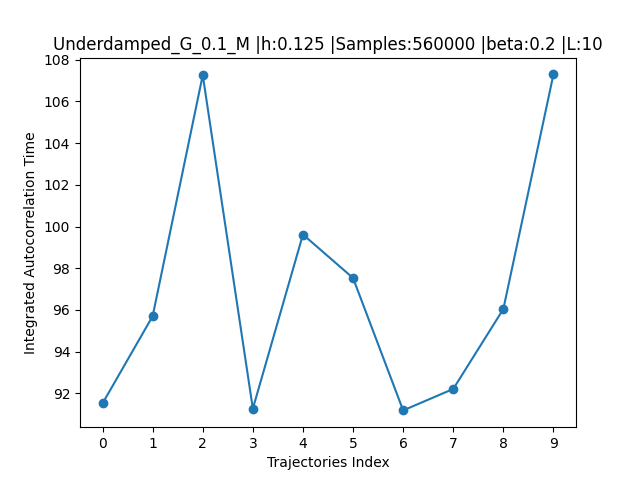 Underdamped_G_0.1_M |h:0.125 |Samples:560000 |beta:0.2 |L:10
108
106
104
102
100
98
96
94
92
Integrated Autocorrelation Time
0 1 2 3 4 5 6 7 8 9
Trajectories Index